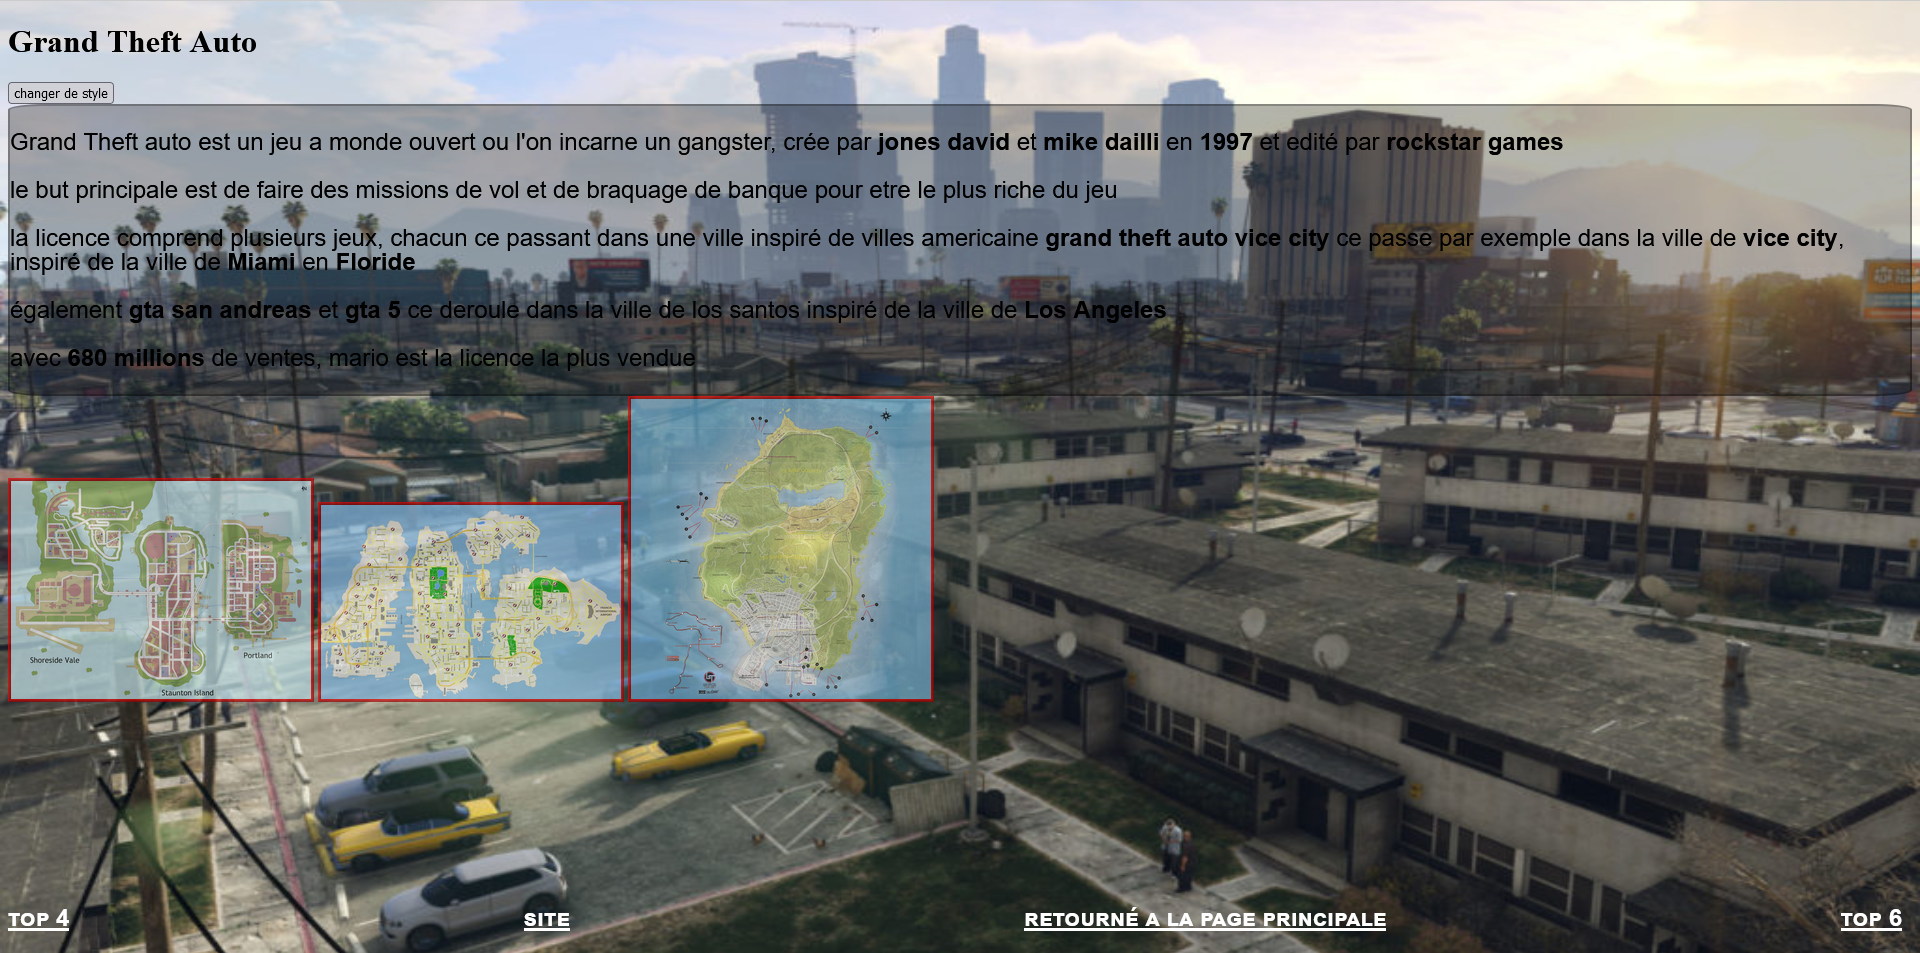 Grand Theft Auto
changer de style
Grand Theft auto est un jeu a monde ouvert ou l'on incarne un gangster, crée par jones david et mike dailli en 1997 et edité par rockstar games
le but principale est de faire des missions de vol et de braquage de banque pour etre le plus riche du jeu
la licence comprend plusieurs jeux, chacun ce passant dans une ville inspiré de villes americaine grand theft auto vice city ce passe par exemple dans la ville de vice city,
inspiré de la ville de Miami en Floride
également gta san andreas et gta 5 ce deroule dans la ville de los santos inspiré de la ville de Los Angeles
avec 680 millions de ventes, mario est la licence la plus vendue
Shoreside Vale
Portland
Staunton Island
TOP 4
SITE
RETOURNÉ A LA PAGE PRINCIPALE
TOP 6